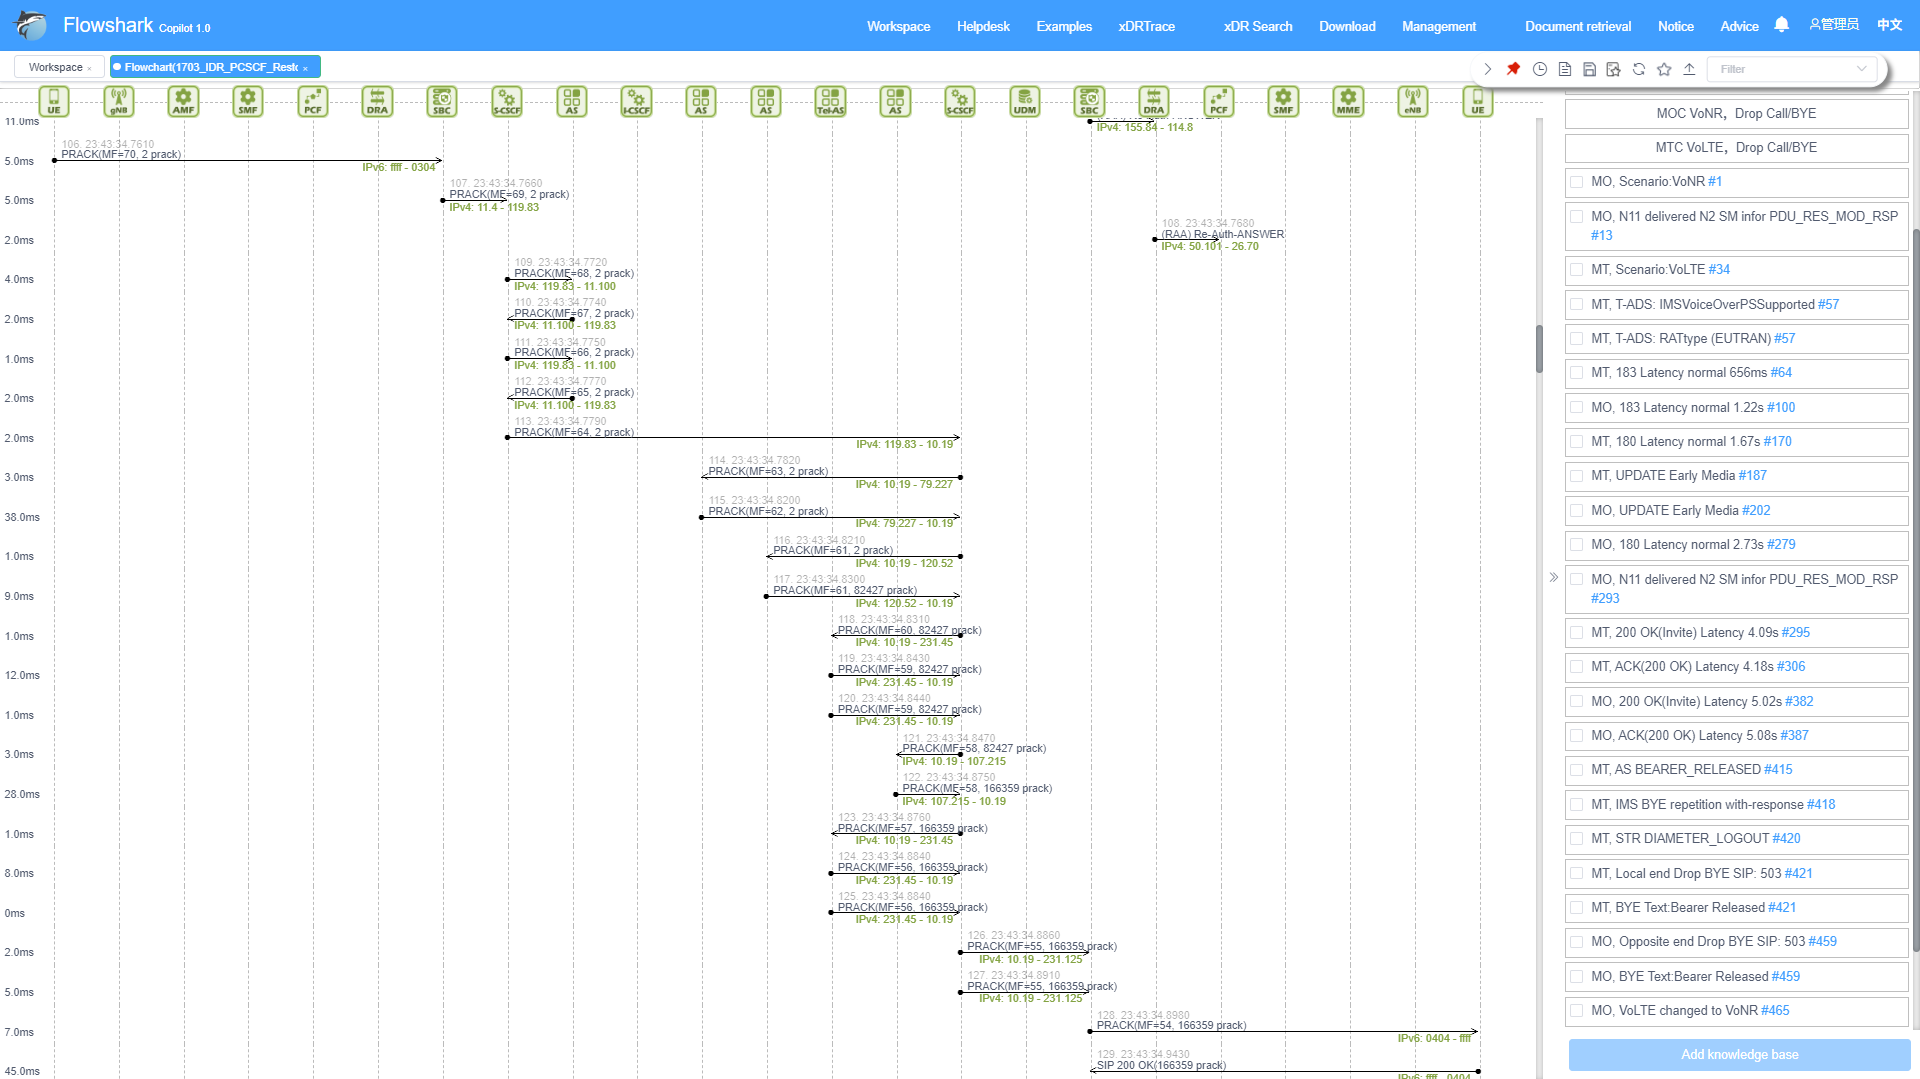 Flowshark Copilot 1.0
Workspace Helpdesk Examples xDRTrace xDR Search Download Management Document retrieval Notice Advice 管理员 中文
Workspace × Flowchart(1703_IDR_PCSCF_Resto ×
Filter
UE gNB AMF SMF PCF DRA SBC S-CSCF AS I-CSCF AS AS Tel-AS AS S-CSCF UDM SBC DRA PCF SMF MME eNB UE
11.0ms
IPv4: 155.84 - 114.8
106. 23:43:34.7610
5.0ms PRACK(MF=70, 2 prack)
IPv6: ffff - 0304
107. 23:43:34.7660
5.0ms PRACK(MF=69, 2 prack)
IPv4: 11.4 - 119.83
108. 23:43:34.7680
2.0ms (RAA) Re-Auth-ANSWER
IPv4: 50.101 - 26.70
109. 23:43:34.7720
4.0ms PRACK(MF=68, 2 prack)
IPv4: 119.83 - 11.100
110. 23:43:34.7740
2.0ms PRACK(MF=67, 2 prack)
IPv4: 11.100 - 119.83
111. 23:43:34.7750
1.0ms PRACK(MF=66, 2 prack)
IPv4: 119.83 - 11.100
112. 23:43:34.7770
2.0ms PRACK(MF=65, 2 prack)
IPv4: 11.100 - 119.83
113. 23:43:34.7790
2.0ms PRACK(MF=64, 2 prack)
IPv4: 119.83 - 10.19
114. 23:43:34.7820
3.0ms PRACK(MF=63, 2 prack)
IPv4: 10.19 - 79.227
115. 23:43:34.8200
38.0ms PRACK(MF=62, 2 prack)
IPv4: 79.227 - 10.19
116. 23:43:34.8210
1.0ms PRACK(MF=61, 2 prack)
IPv4: 10.19 - 120.52
117. 23:43:34.8300
9.0ms PRACK(MF=61, 82427 prack)
IPv4: 120.52 - 10.19
118. 23:43:34.8310
1.0ms PRACK(MF=60, 82427 prack)
IPv4: 10.19 - 231.45
119. 23:43:34.8430
12.0ms PRACK(MF=59, 82427 prack)
IPv4: 231.45 - 10.19
120. 23:43:34.8440
1.0ms PRACK(MF=59, 82427 prack)
IPv4: 231.45 - 10.19
121. 23:43:34.8470
3.0ms PRACK(MF=58, 82427 prack)
IPv4: 10.19 - 107.215
122. 23:43:34.8750
28.0ms PRACK(MF=58, 166359 prack)
IPv4: 107.215 - 10.19
123. 23:43:34.8760
1.0ms PRACK(MF=57, 166359 prack)
IPv4: 10.19 - 231.45
124. 23:43:34.8840
8.0ms PRACK(MF=56, 166359 prack)
IPv4: 231.45 - 10.19
125. 23:43:34.8840
0ms PRACK(MF=56, 166359 prack)
IPv4: 231.45 - 10.19
126. 23:43:34.8860
2.0ms PRACK(MF=55, 166359 prack)
IPv4: 10.19 - 231.125
127. 23:43:34.8910
5.0ms PRACK(MF=55, 166359 prack)
IPv4: 10.19 - 231.125
128. 23:43:34.8980
7.0ms PRACK(MF=54, 166359 prack)
IPv6: 0404 - ffff
129. 23:43:34.9430
45.0ms SIP 200 OK(166359 prack)
IPv6: ffff - 0404
MOC VoNR，Drop Call/BYE
MTC VoLTE，Drop Call/BYE
MO, Scenario:VoNR #1
MO, N11 delivered N2 SM infor PDU_RES_MOD_RSP
#13
MT, Scenario:VoLTE #34
MT, T-ADS: IMSVoiceOverPSSupported #57
MT, T-ADS: RATtype (EUTRAN) #57
MT, 183 Latency normal 656ms #64
MO, 183 Latency normal 1.22s #100
MT, 180 Latency normal 1.67s #170
MT, UPDATE Early Media #187
MO, UPDATE Early Media #202
MO, 180 Latency normal 2.73s #279
MO, N11 delivered N2 SM infor PDU_RES_MOD_RSP
#293
MT, 200 OK(Invite) Latency 4.09s #295
MT, ACK(200 OK) Latency 4.18s #306
MO, 200 OK(Invite) Latency 5.02s #382
MO, ACK(200 OK) Latency 5.08s #387
MT, AS BEARER_RELEASED #415
MT, IMS BYE repetition with-response #418
MT, STR DIAMETER_LOGOUT #420
MT, Local end Drop BYE SIP: 503 #421
MT, BYE Text:Bearer Released #421
MO, Opposite end Drop BYE SIP: 503 #459
MO, BYE Text:Bearer Released #459
MO, VoLTE changed to VoNR #465
Add knowledge base